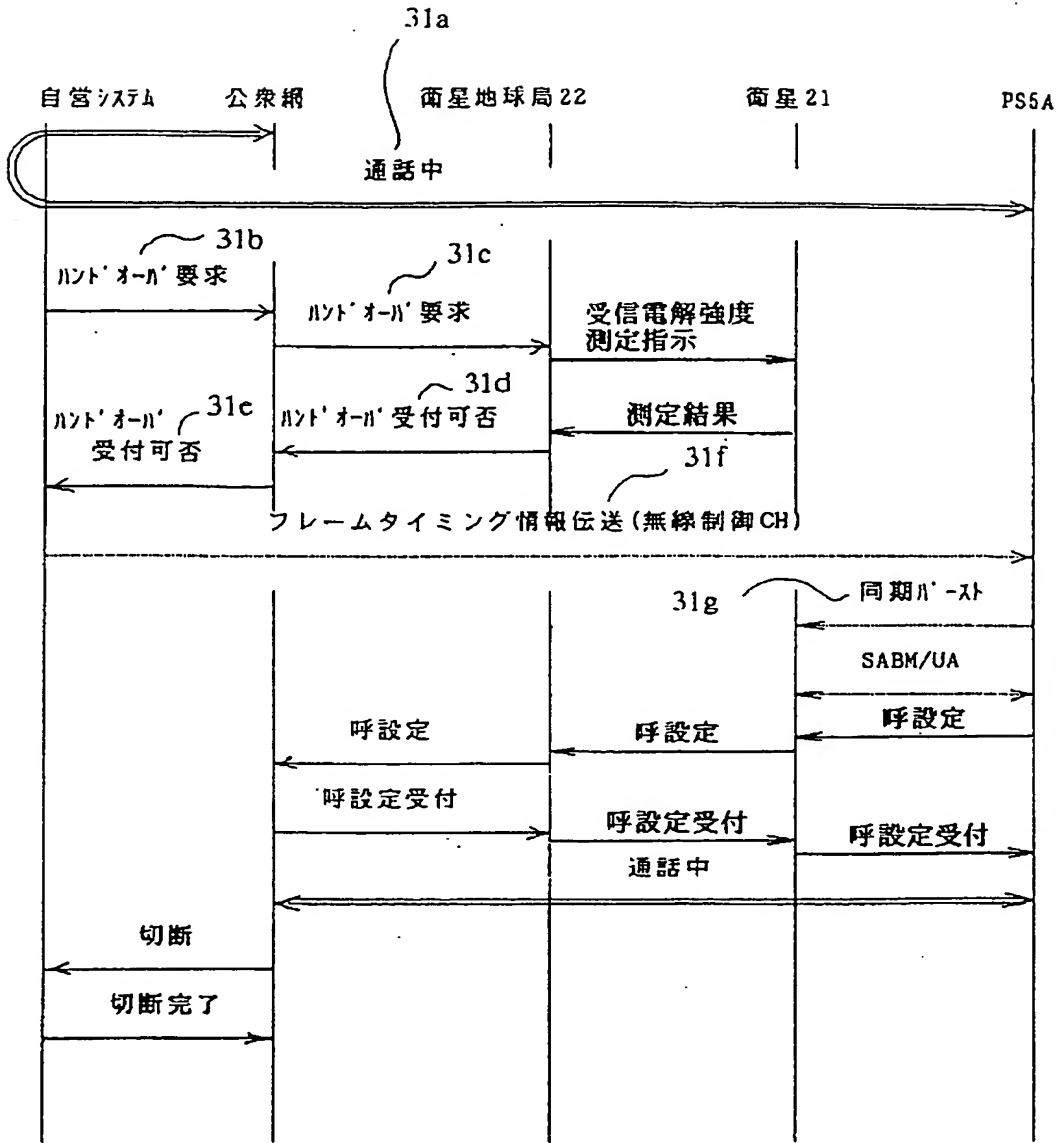 31a
自営システム 公衆網 衛星地球局22 衛星21 PS5A
通話中
31b
ハンドオーバ要求
31c
ハンドオーバ要求
受信電解強度
測定指示
31d
ハンドオーバ受付可否
31e
ハンドオーバ
受付可否
測定結果
31f
フレームタイミング情報伝送(無線制御CH)
31g
同期バースト
SABM/UA
呼設定 呼設定 呼設定
呼設定受付 呼設定受付 呼設定受付
通話中
切断
切断完了